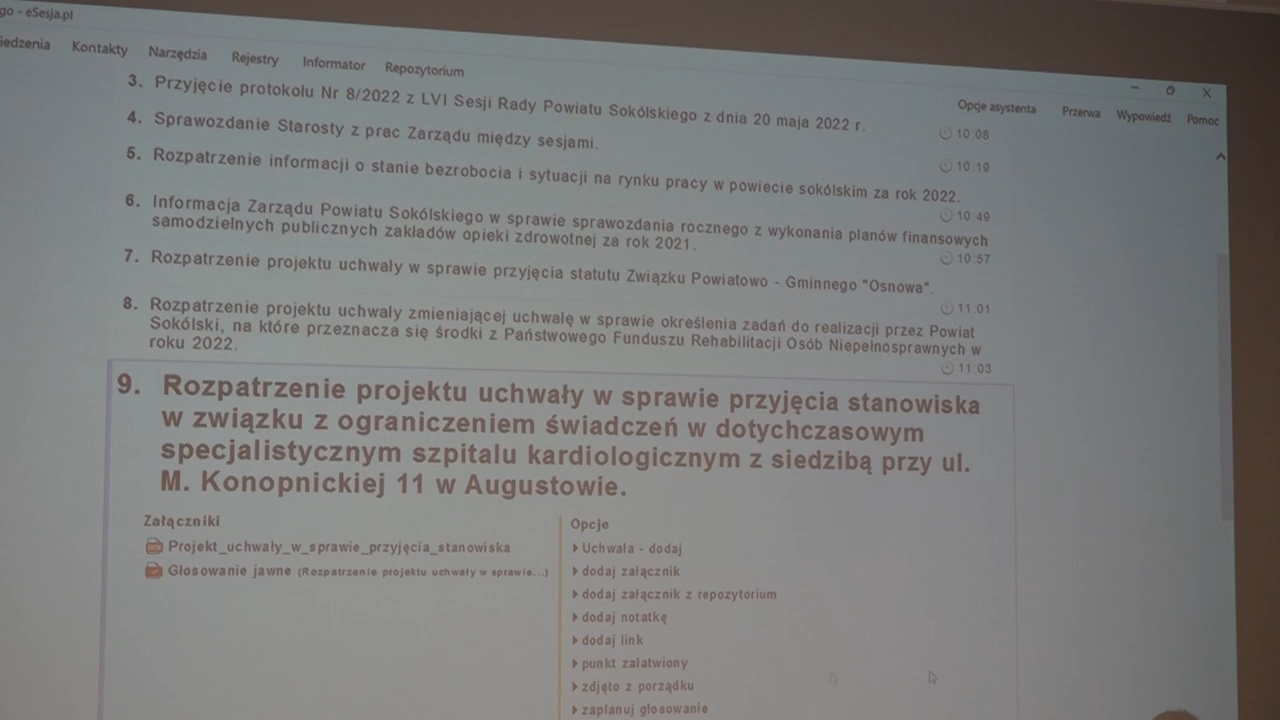 go - eSesja.pl
iedzenia Kontakty Narzędzia Rejestry Informator Repozytorium
Opcje asystenta Przerwa Wypowiedź Pomoc
3. Przyjęcie protokołu Nr 8/2022 z LVI Sesji Rady Powiatu Sokólskiego z dnia 20 maja 2022 r.
10:08
4. Sprawozdanie Starosty z prac Zarządu między sesjami.
10:19
5. Rozpatrzenie informacji o stanie bezrobocia i sytuacji na rynku pracy w powiecie sokólskim za rok 2022.
10:49
6. Informacja Zarządu Powiatu Sokólskiego w sprawie sprawozdania rocznego z wykonania planów finansowych
samodzielnych publicznych zakładów opieki zdrowotnej za rok 2021.
10:57
7. Rozpatrzenie projektu uchwały w sprawie przyjęcia statutu Związku Powiatowo - Gminnego "Osnowa".
11:01
8. Rozpatrzenie projektu uchwały zmieniającej uchwałę w sprawie określenia zadań do realizacji przez Powiat
Sokólski, na które przeznacza się środki z Państwowego Funduszu Rehabilitacji Osób Niepełnosprawnych w
roku 2022.
11:03
9. Rozpatrzenie projektu uchwały w sprawie przyjęcia stanowiska
w związku z ograniczeniem świadczeń w dotychczasowym
specjalistycznym szpitalu kardiologicznym z siedzibą przy ul.
M. Konopnickiej 11 w Augustowie.
Załączniki
Projekt_uchwały_w_sprawie_przyjęcia_stanowiska
Głosowanie jawne (Rozpatrzenie projektu uchwały w sprawie...)
Opcje
Uchwała - dodaj
dodaj załącznik
dodaj załącznik z repozytorium
dodaj notatkę
dodaj link
punkt załatwiony
zdjęto z porządku
zaplanuj głosowanie